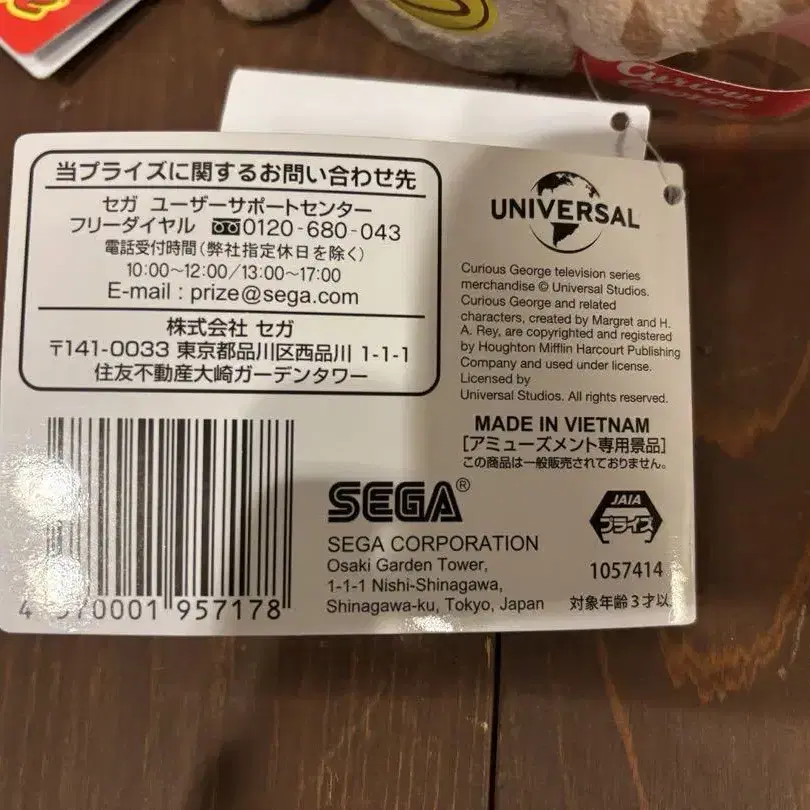 Curious
George
当プライズに関するお問い合わせ先
セガ ユーザーサポートセンター
フリーダイヤル 0120-680-043
電話受付時間(弊社指定休日を除く)
10:00～12:00/13:00～17:00
E-mail : prize@sega.com
株式会社 セガ
〒141-0033 東京都品川区西品川 1-1-1
住友不動産大崎ガーデンタワー
UNIVERSAL
Curious George television series
merchandise © Universal Studios.
Curious George and related
characters, created by Margret and H.
A. Rey, are copyrighted and registered
by Houghton Mifflin Harcourt Publishing
Company and used under license.
Licensed by
Universal Studios. All rights reserved.
MADE IN VIETNAM
[アミューズメント専用景品]
この商品は一般販売されておりません。
SEGA®
SEGA CORPORATION
Osaki Garden Tower,
1-1-1 Nishi-Shinagawa,
Shinagawa-ku, Tokyo, Japan
JAIA
プライズ
1057414
対象年齢3才以
4 570001 957178